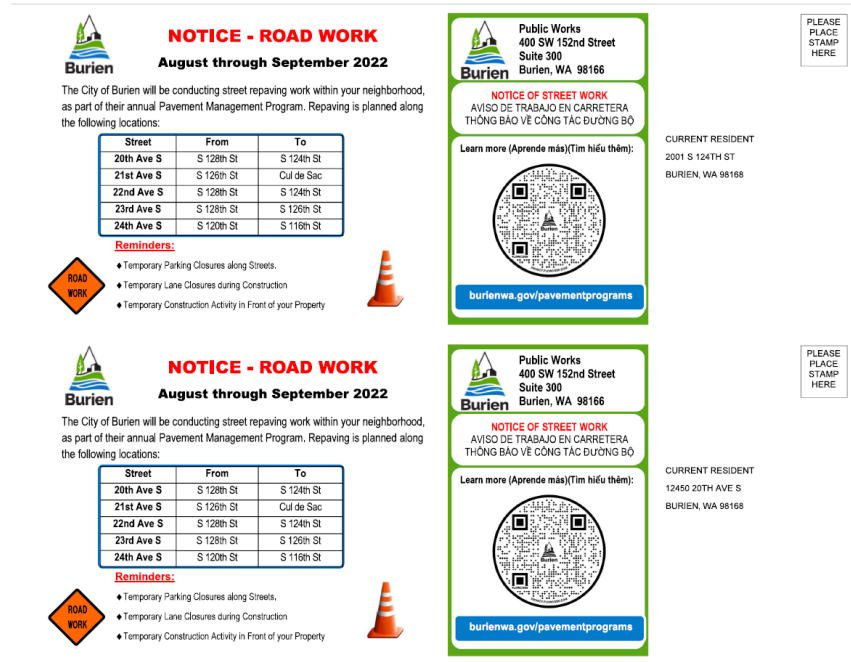 Burien
NOTICE - ROAD WORK
August through September 2022
The City of Burien will be conducting street repaving work within your neighborhood,
as part of their annual Pavement Management Program. Repaving is planned along
the following locations:
Street From To
20th Ave S S 128th St S 124th St
21st Ave S S 126th St Cul de Sac
22nd Ave S S 128th St S 124th St
23rd Ave S S 128th St S 126th St
24th Ave S S 120th St S 116th St
Reminders:
♦Temporary Parking Closures along Streets.
♦Temporary Lane Closures during Construction
♦Temporary Construction Activity in Front of your Property
ROAD
WORK
Burien
Public Works
400 SW 152nd Street
Suite 300
Burien, WA 98166
NOTICE OF STREET WORK
AVISO DE TRABAJO EN CARRETERA
THÔNG BÁO VỀ CÔNG TÁC ĐƯỜNG BỘ
Learn more (Aprende más)(Tìm hiểu thêm):
Burien
burienwa.gov/pavementprograms
PLEASE
PLACE
STAMP
HERE
CURRENT RESIDENT
2001 S 124TH ST
BURIEN, WA 98168
Burien
NOTICE - ROAD WORK
August through September 2022
The City of Burien will be conducting street repaving work within your neighborhood,
as part of their annual Pavement Management Program. Repaving is planned along
the following locations:
Street From To
20th Ave S S 128th St S 124th St
21st Ave S S 126th St Cul de Sac
22nd Ave S S 128th St S 124th St
23rd Ave S S 128th St S 126th St
24th Ave S S 120th St S 116th St
Reminders:
♦Temporary Parking Closures along Streets.
♦Temporary Lane Closures during Construction
♦Temporary Construction Activity in Front of your Property
ROAD
WORK
Burien
Public Works
400 SW 152nd Street
Suite 300
Burien, WA 98166
NOTICE OF STREET WORK
AVISO DE TRABAJO EN CARRETERA
THÔNG BÁO VỀ CÔNG TÁC ĐƯỜNG BỘ
Learn more (Aprende más)(Tìm hiểu thêm):
Burien
burienwa.gov/pavementprograms
PLEASE
PLACE
STAMP
HERE
CURRENT RESIDENT
12450 20TH AVE S
BURIEN, WA 98168